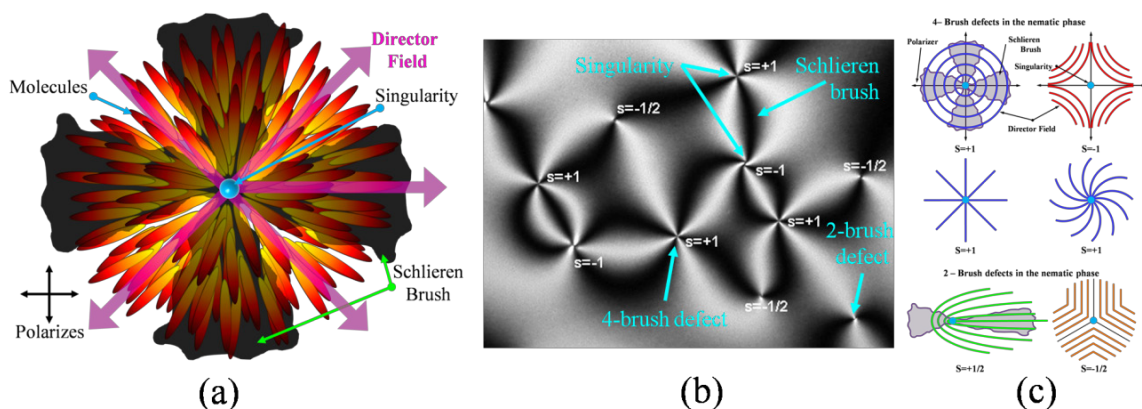 Director
Field
Molecules
Singularity
Schlieren
Brush
Polarizes
(a)
Singularity
s=+1
Schlieren
brush
s=-1/2
s=-1
s=-1/2
s=+1
s=+1
2-brush
defect
s=+1
s=-1
s=-1/2
4-brush defect
(b)
4– Brush defects in the nematic phase
Polarizer
Schlieren
Brush
Singularity
Director Field
S=+1
S=-1
S=+1
S=+1
2 – Brush defects in the nematic phase
S=+1/2
S=-1/2
(c)